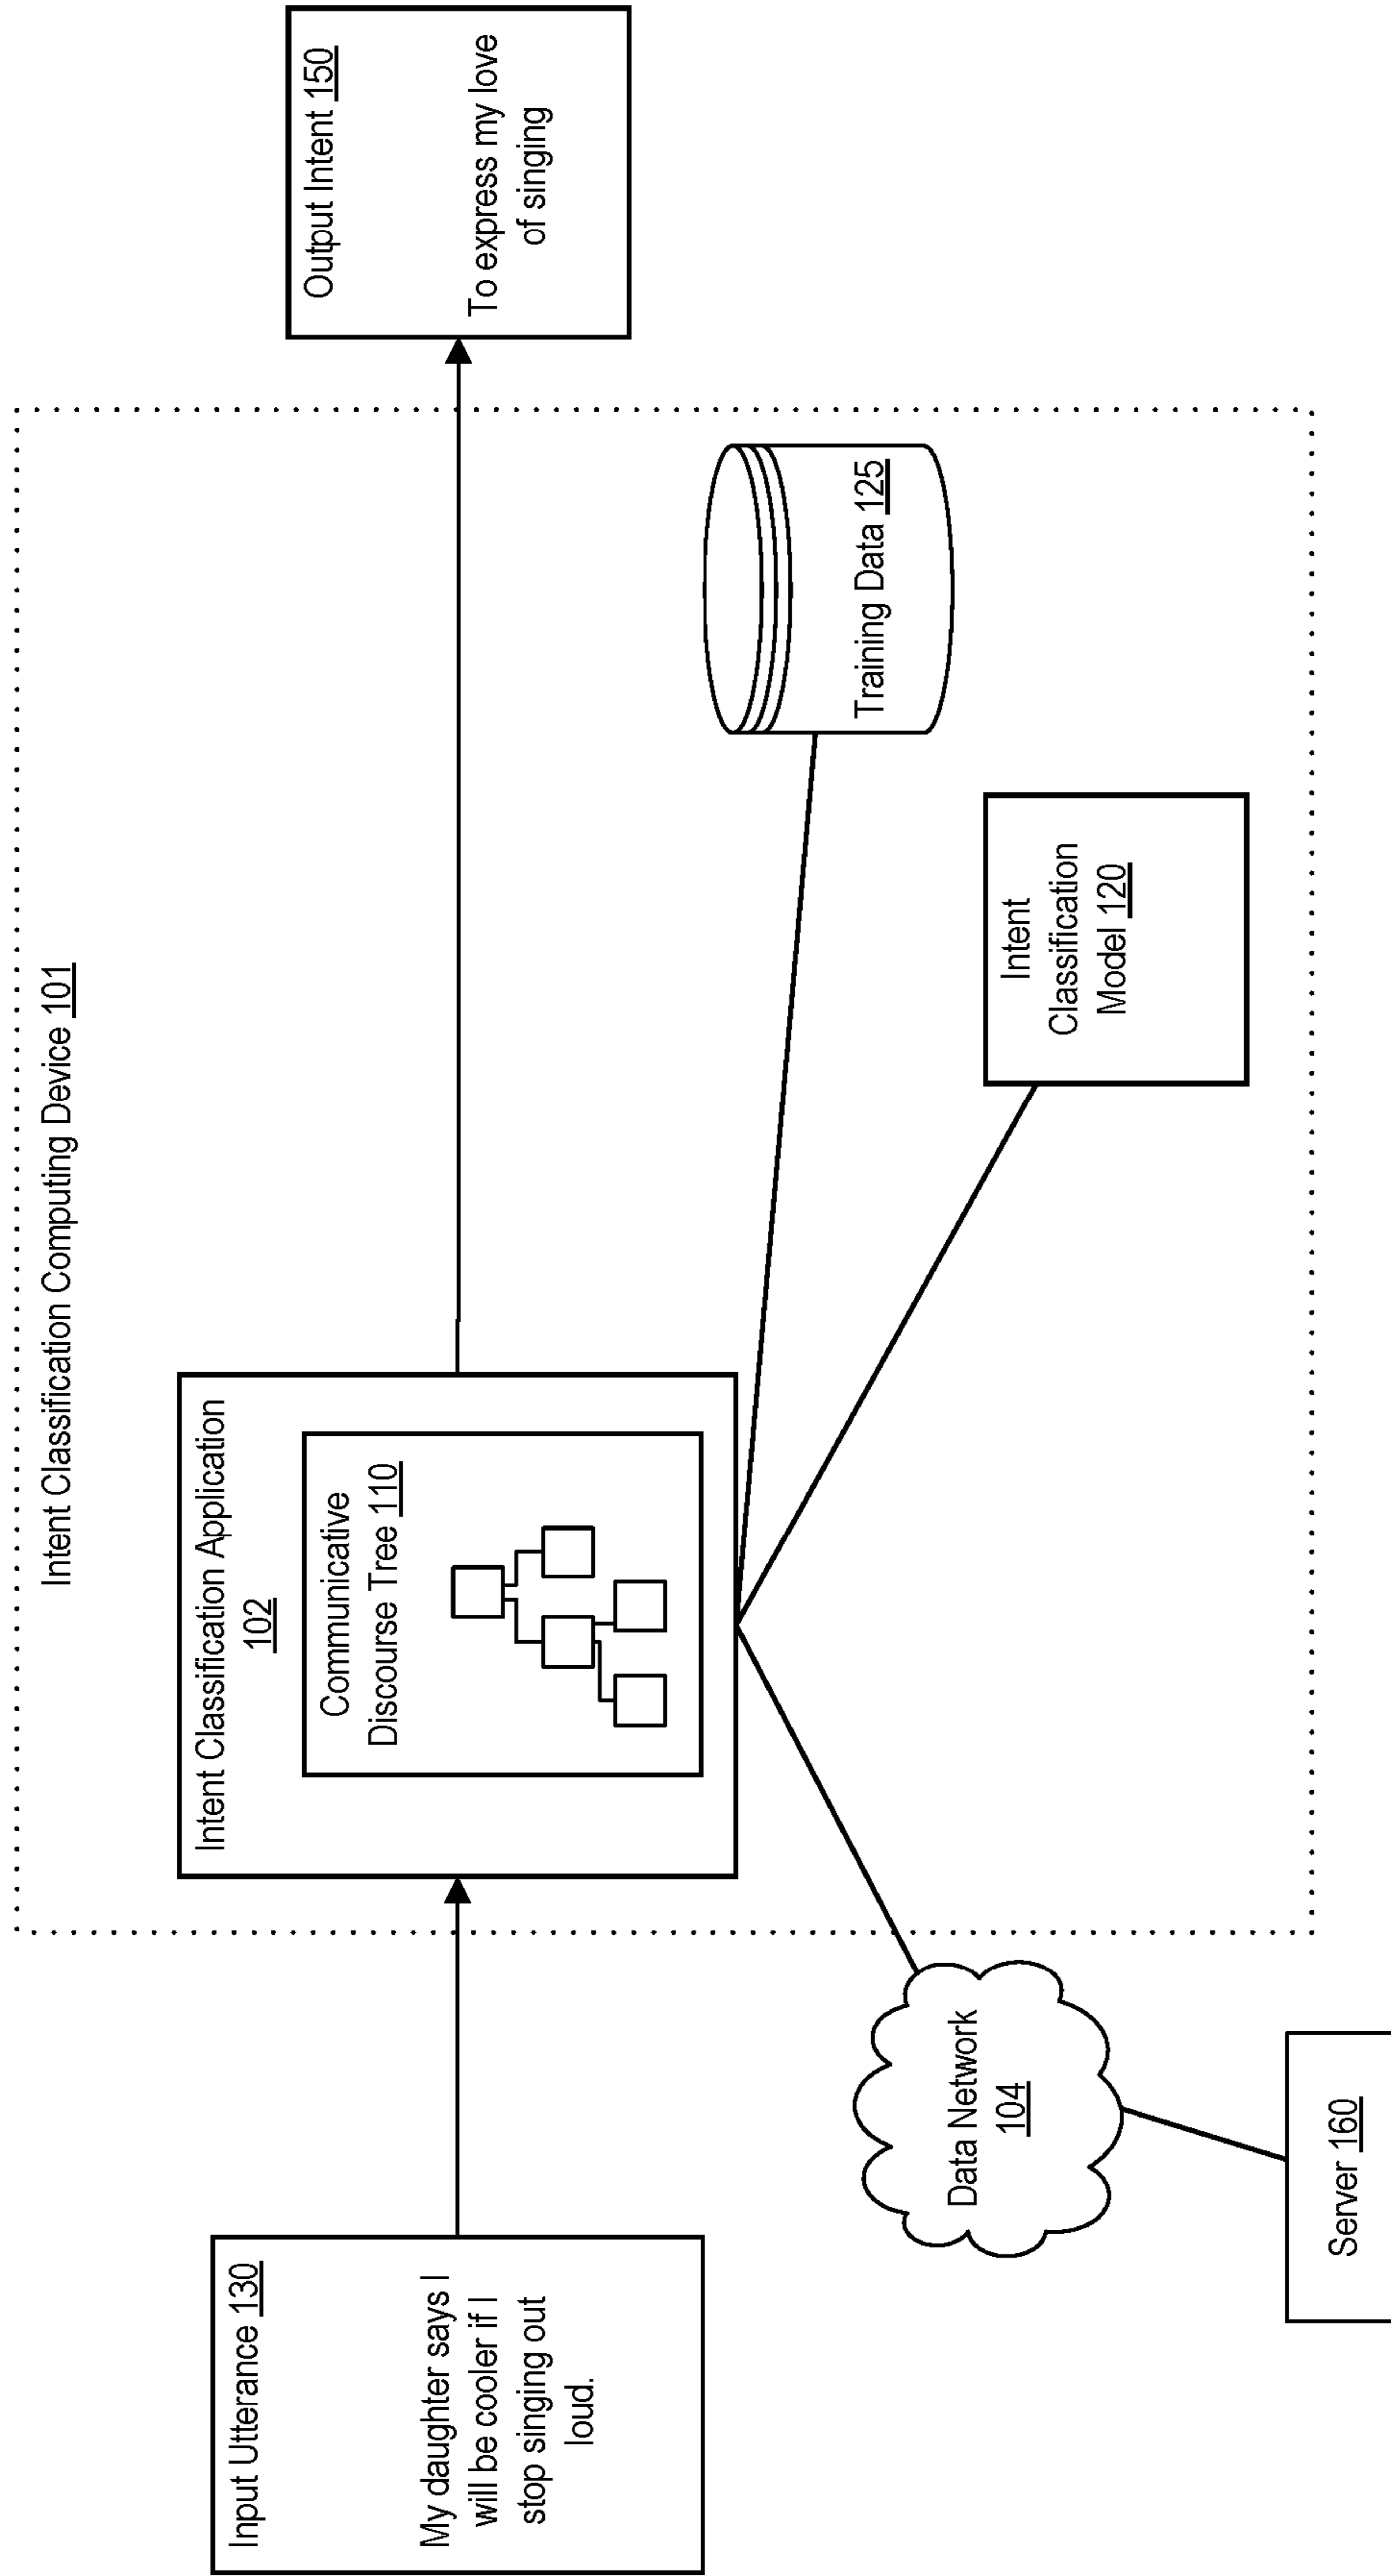 Intent Classification Computing Device 101
Input Utterance 130
My daughter says I
will be cooler if I
stop singing out
loud.
Intent Classification Application
102
Communicative
Discourse Tree 110
Output Intent 150
To express my love
of singing
Training Data 125
Intent
Classification
Model 120
Data Network
104
Server 160